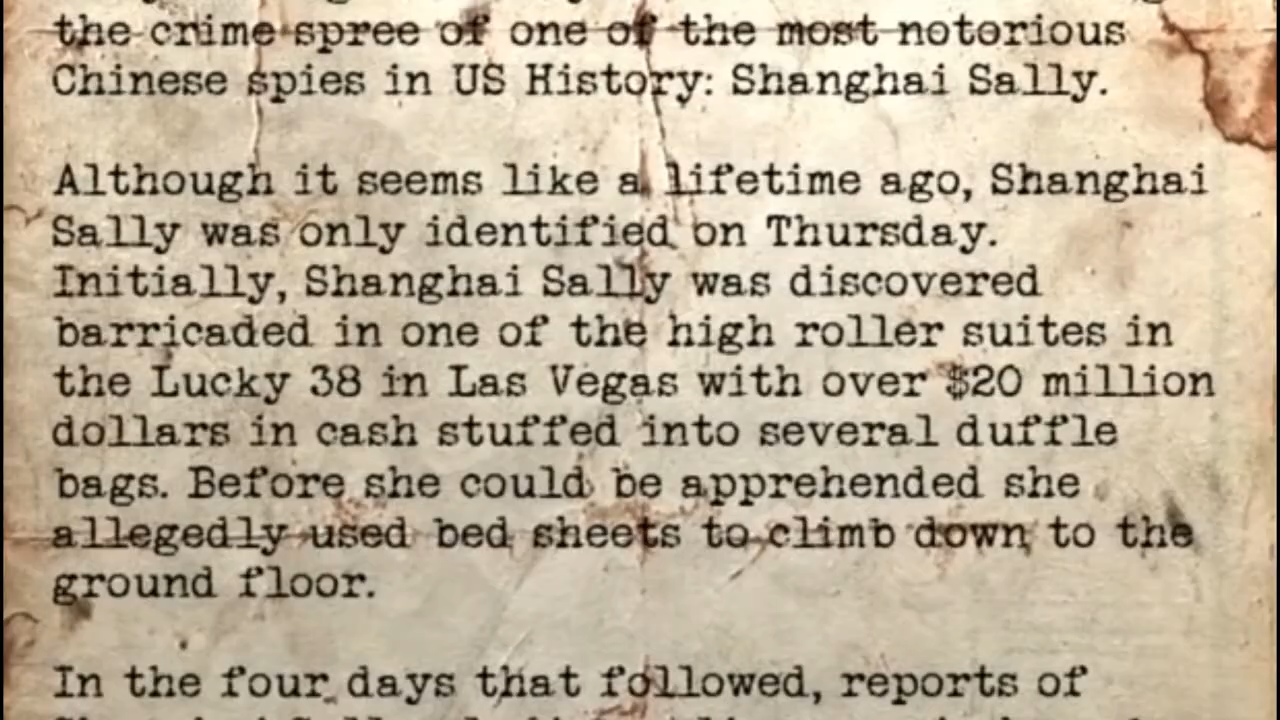 the crime spree of one of the most notorious
Chinese spies in US History: Shanghai Sally.
Although it seems like a lifetime ago, Shanghai
Sally was only identified on Thursday.
Initially, Shanghai Sally was discovered
barricaded in one of the high roller suites in
the Lucky 38 in Las Vegas with over $20 million
dollars in cash stuffed into several duffle
bags. Before she could be apprehended she
allegedly used bed sheets to climb down to the
ground floor.
In the four days that followed, reports of